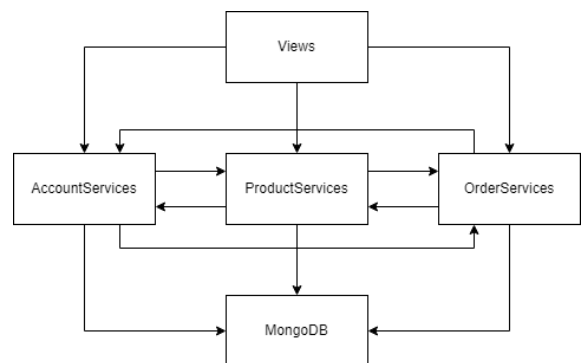 Views
AccountServices
ProductServices
OrderServices
MongoDB